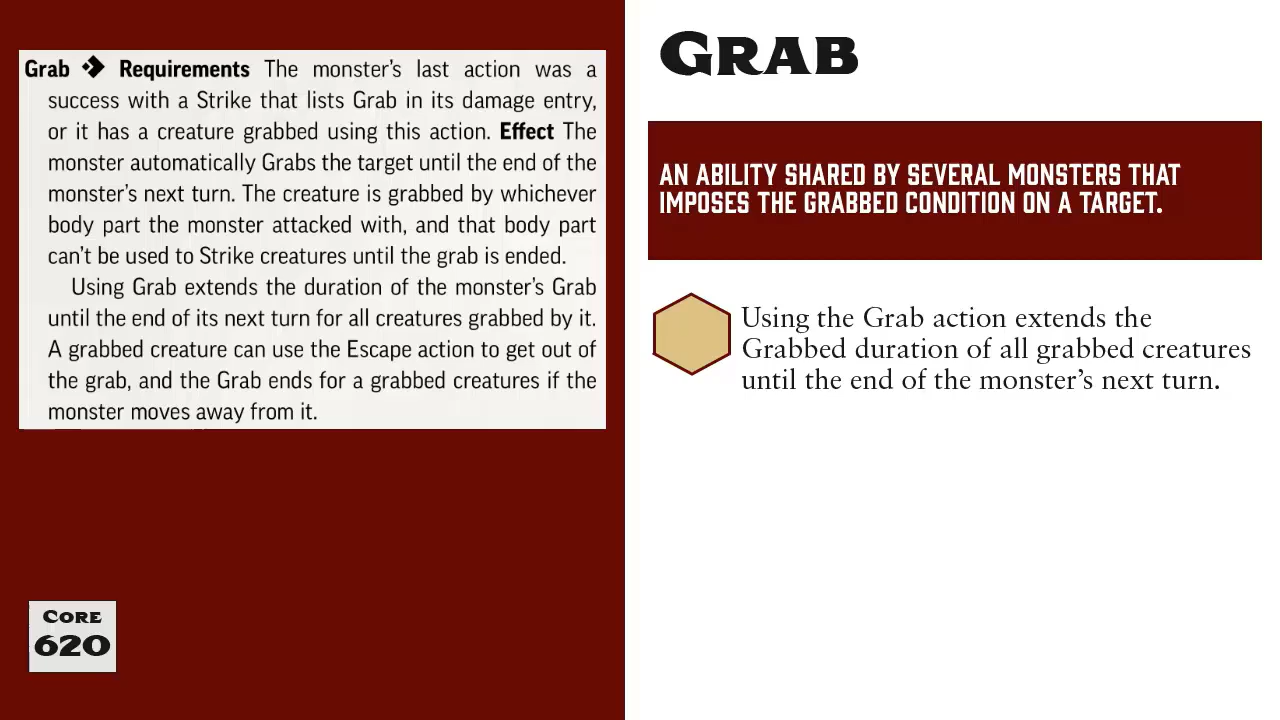 Grab Requirements The monster's last action was a
success with a Strike that lists Grab in its damage entry,
or it has a creature grabbed using this action. Effect The
monster automatically Grabs the target until the end of the
monster's next turn. The creature is grabbed by whichever
body part the monster attacked with, and that body part
can't be used to Strike creatures until the grab is ended.
Using Grab extends the duration of the monster's Grab
until the end of its next turn for all creatures grabbed by it.
A grabbed creature can use the Escape action to get out of
the grab, and the Grab ends for a grabbed creatures if the
monster moves away from it.
CORE
620
GRAB
AN ABILITY SHARED BY SEVERAL MONSTERS THAT
IMPOSES THE GRABBED CONDITION ON A TARGET.
Using the Grab action extends the
Grabbed duration of all grabbed creatures
until the end of the monster's next turn.